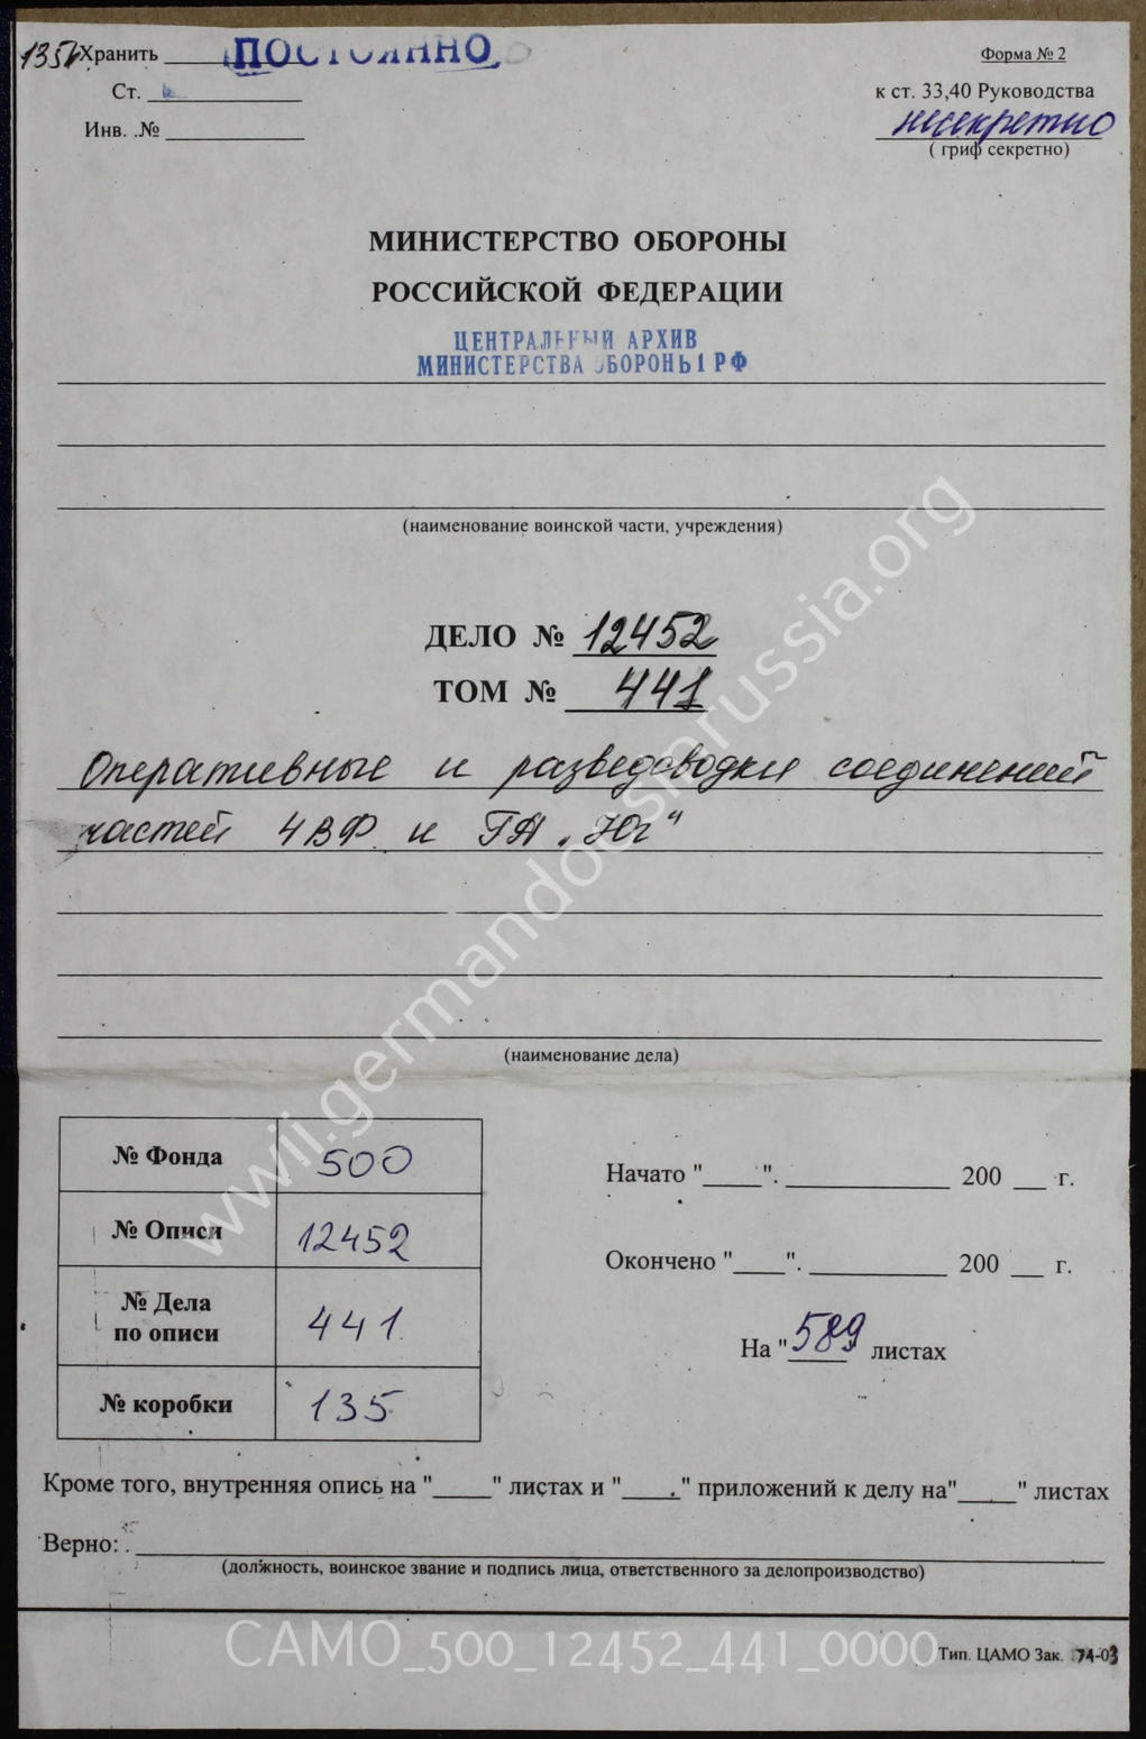 135 Хранить ПОСТОЯННО
Форма № 2
Ст.
к ст. 33,40 Руководства
Инв. №
несекретно
( гриф секретно)
МИНИСТЕРСТВО ОБОРОНЫ
РОССИЙСКОЙ ФЕДЕРАЦИИ
ЦЕНТРАЛЬНЫЙ АРХИВ
МИНИСТЕРСТВА ОБОРОНЫ РФ
(наименование воинской части, учреждения)
ДЕЛО № 12452
ТОМ № 441
Оперативные и разведсводки соединений
частей 4ВФ и ГА „Юг“
(наименование дела)
№ Фонда 500
№ Описи 12452
№ Дела
по описи 441
№ коробки 135
Начато "____". ____________ 200 __ г.
Окончено "____". __________ 200 __ г.
На "589 листах
Кроме того, внутренняя опись на "____" листах и "____" приложений к делу на"____" листах
Верно:
(должность, воинское звание и подпись лица, ответственного за делопроизводство)
CAMO_500_12452_441_0000
Тип. ЦАМО Зак. 74-03
wwii.germandocsinrussia.org